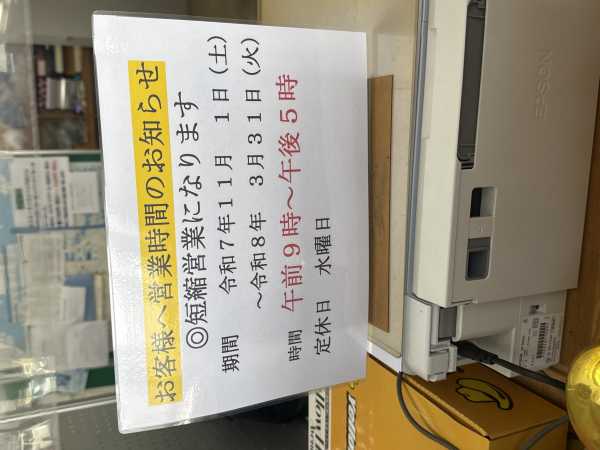 お客様へ営業時間のお知らせ
◎短縮営業になります
期間　令和7年11月　1日（土）
～令和8年　3月31日（火）
時間　午前9時～午後5時
定休日　水曜日
EPSON